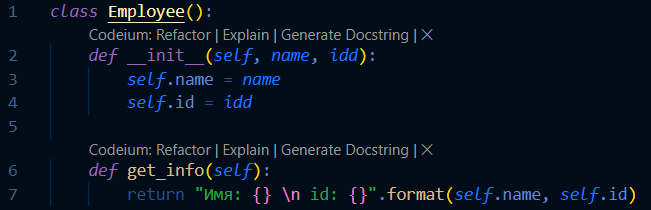 1 class Employee():
Codeium: Refactor | Explain | Generate Docstring | ×
2 def __init__(self, name, idd):
3 self.name = name
4 self.id = idd
5
Codeium: Refactor | Explain | Generate Docstring | ×
6 def get_info(self):
7 return "Имя: {} \n id: {}".format(self.name, self.id)